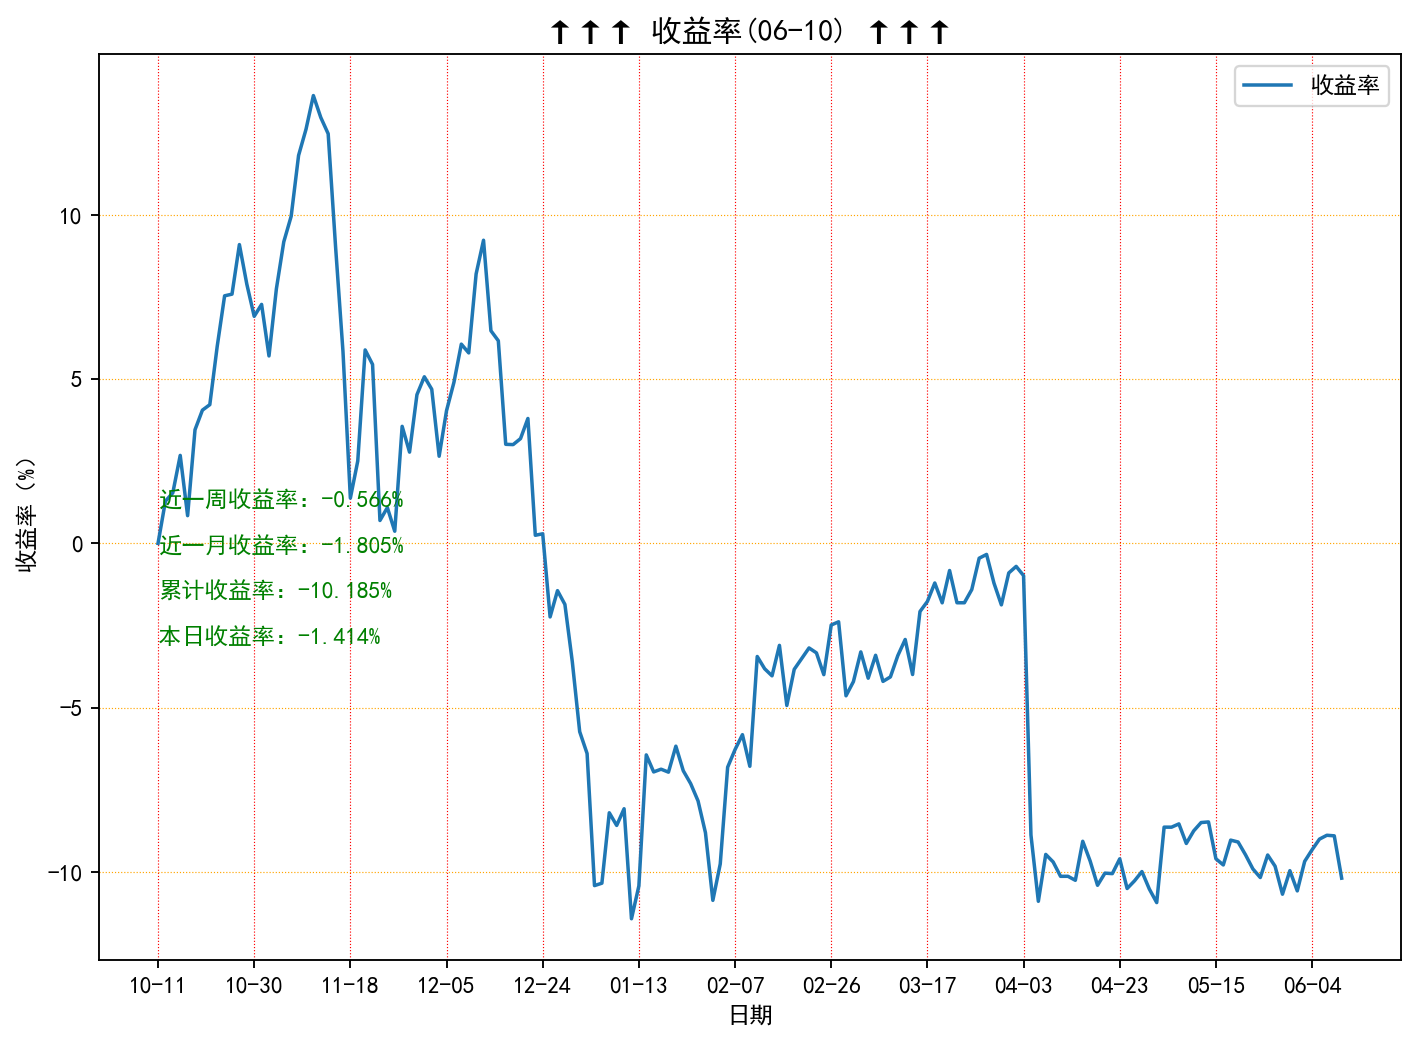 ↑↑↑ 收益率(06-10) ↑↑↑
收益率
10
5
0
-5
-10
收益率 (%)
近一周收益率: -0.566%
近一月收益率: -1.805%
累计收益率: -10.185%
本日收益率: -1.414%
10-11 10-30 11-18 12-05 12-24 01-13 02-07 02-26 03-17 04-03 04-23 05-15 06-04
日期